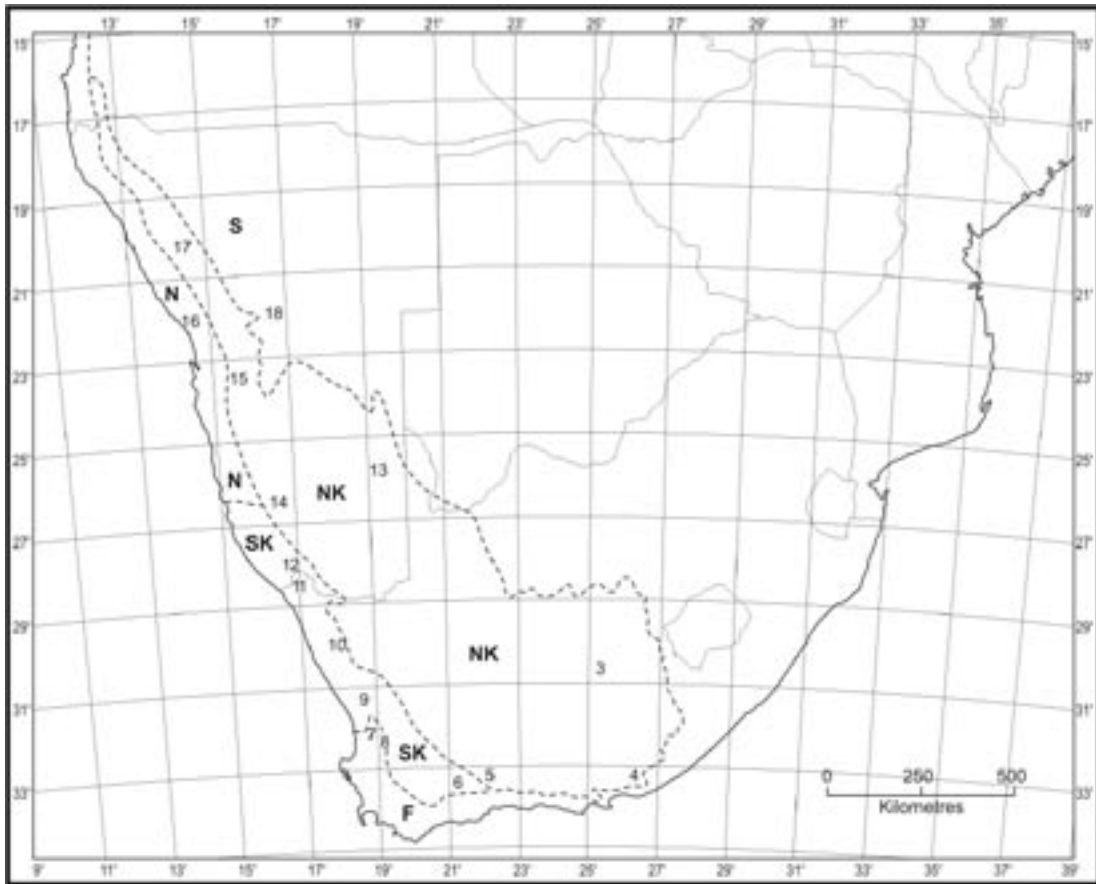 13' 15' 17' 19' 21' 23' 25' 27' 29' 31' 33' 35'
15' 15'
17' 17'
19' 19'
S
17
21' N 21'
16 18
23' 15 23'
25' 13 25'
N 14 NK
27' SK 27'
12
11
29' 29'
10 NK 3
31' 9 31'
7 8 SK
6 5 4 0 250 500
33' 33'
F Kilometres
9' 11' 13' 15' 17' 19' 21' 23' 25' 27' 29' 31' 33' 35' 37' 39'